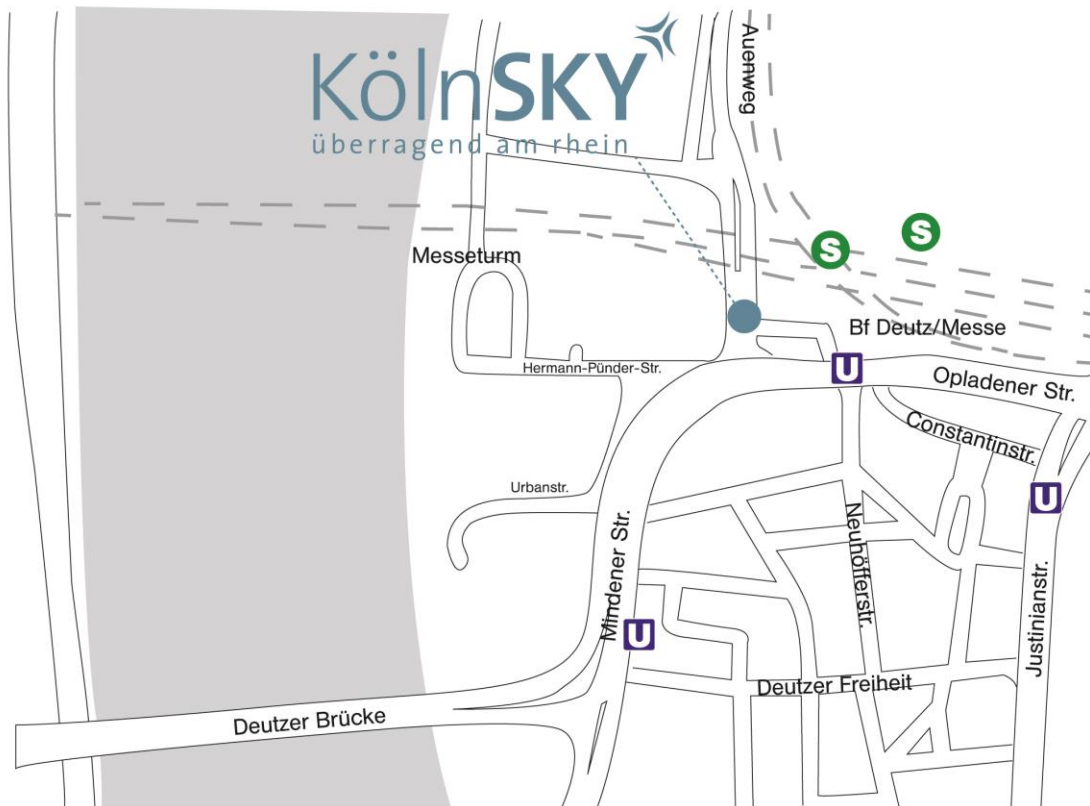 KölnSKY
überragend am rhein
Auenweg
S
S
Messeturm
Bf Deutz/Messe
Hermann-Pünder-Str.
U
Opladener Str.
Constantinstr.
Urbanstr.
U
Neuhöfferstr.
Mindener Str.
Justinianstr.
U
Deutzer Freiheit
Deutzer Brücke